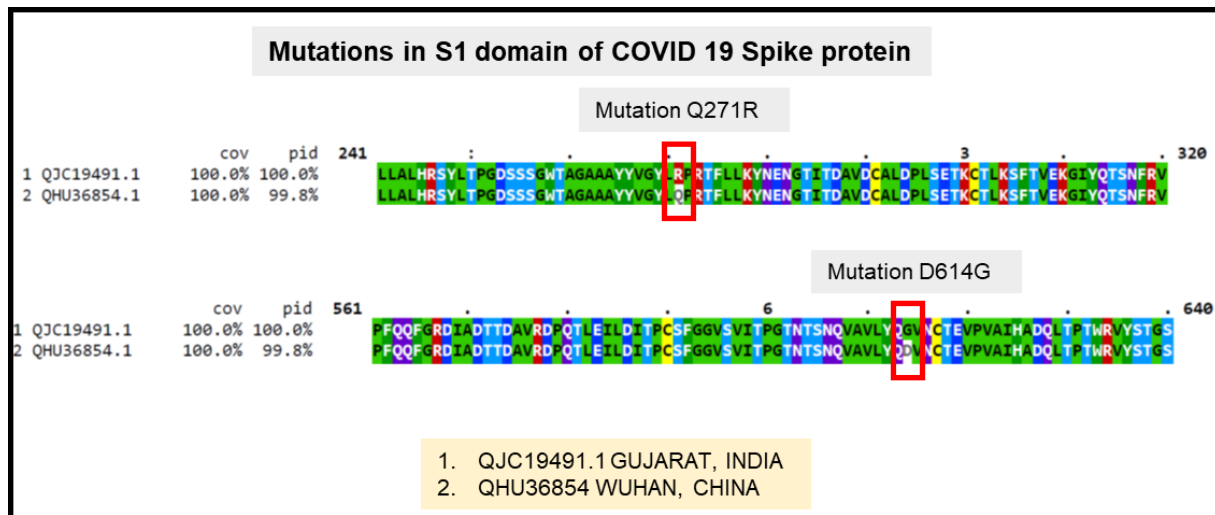 Mutations in S1 domain of COVID 19 Spike protein
Mutation Q271R
cov pid 241 : . . . . 3 . . 320
1 QJC19491.1 100.0% 100.0% LLALHRSYLTPGDSSSGWTAGAAAYYVGYLRPRTFLLKYNENGTITDAVDCALDPLSETKCTLKSFTVEKGIYQTSNFRV
2 QHU36854.1 100.0% 99.8% LLALHRSYLTPGDSSSGWTAGAAAYYVGYLQPRTFLLKYNENGTITDAVDCALDPLSETKCTLKSFTVEKGIYQTSNFRV
Mutation D614G
cov pid 561 . . . 6 . . . . 640
1 QJC19491.1 100.0% 100.0% PFQQFGRDIADTTDAVRDPQTLEILDITPCSFGGVSVITPGTNTSNQVAVLYQGVNCTEVPVAIHADQLTPTWRVYSTGS
2 QHU36854.1 100.0% 99.8% PFQQFGRDIADTTDAVRDPQTLEILDITPCSFGGVSVITPGTNTSNQVAVLYQDVNCTEVPVAIHADQLTPTWRVYSTGS
1. QJC19491.1 GUJARAT, INDIA
2. QHU36854 WUHAN, CHINA